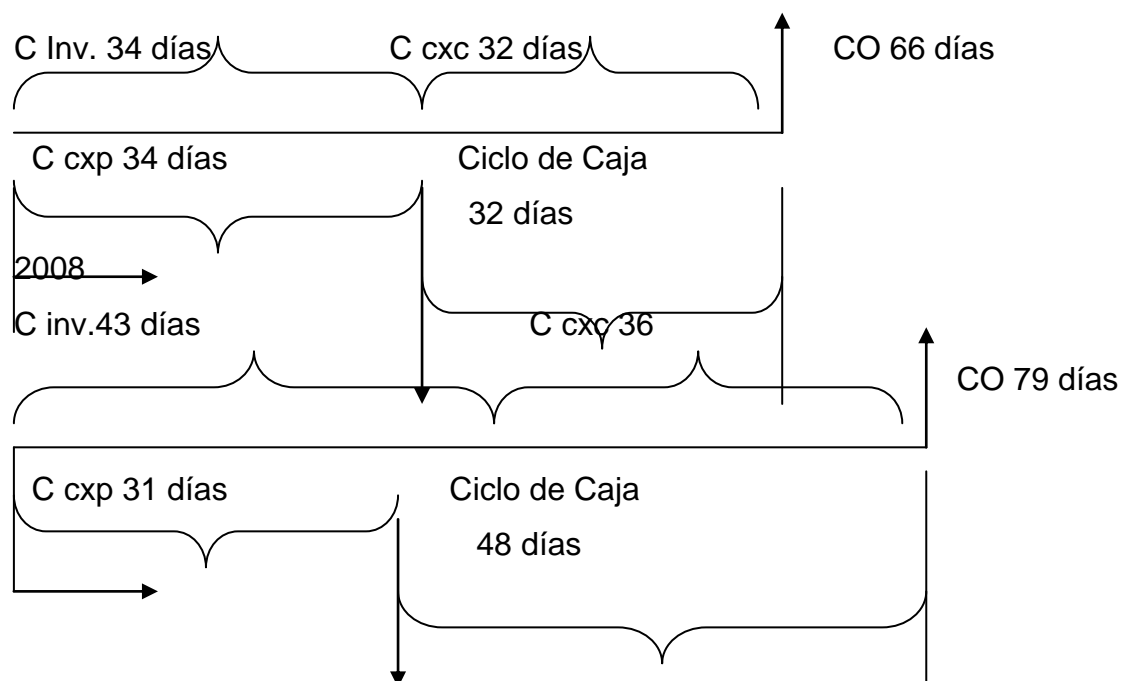 C Inv. 34 días C cxc 32 días CO 66 días
C cxp 34 días Ciclo de Caja
32 días
2008
C inv.43 días C cxc 36
CO 79 días
C cxp 31 días Ciclo de Caja
48 días